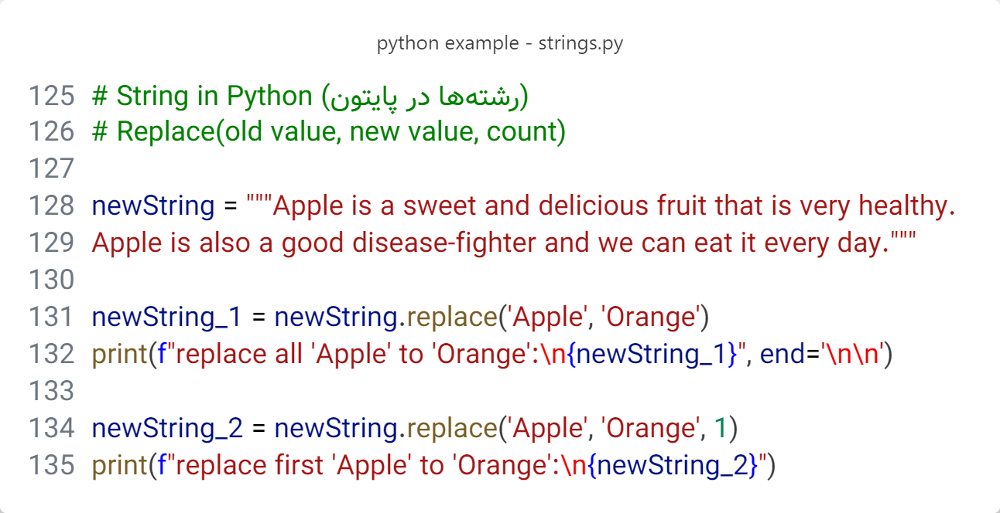 python example - strings.py
125 # String in Python (رشته‌ها در پایتون)
126 # Replace(old value, new value, count)
127
128 newString = """Apple is a sweet and delicious fruit that is very healthy.
129 Apple is also a good disease-fighter and we can eat it every day."""
130
131 newString_1 = newString.replace('Apple', 'Orange')
132 print(f"replace all 'Apple' to 'Orange':\n{newString_1}", end='\n\n')
133
134 newString_2 = newString.replace('Apple', 'Orange', 1)
135 print(f"replace first 'Apple' to 'Orange':\n{newString_2}")